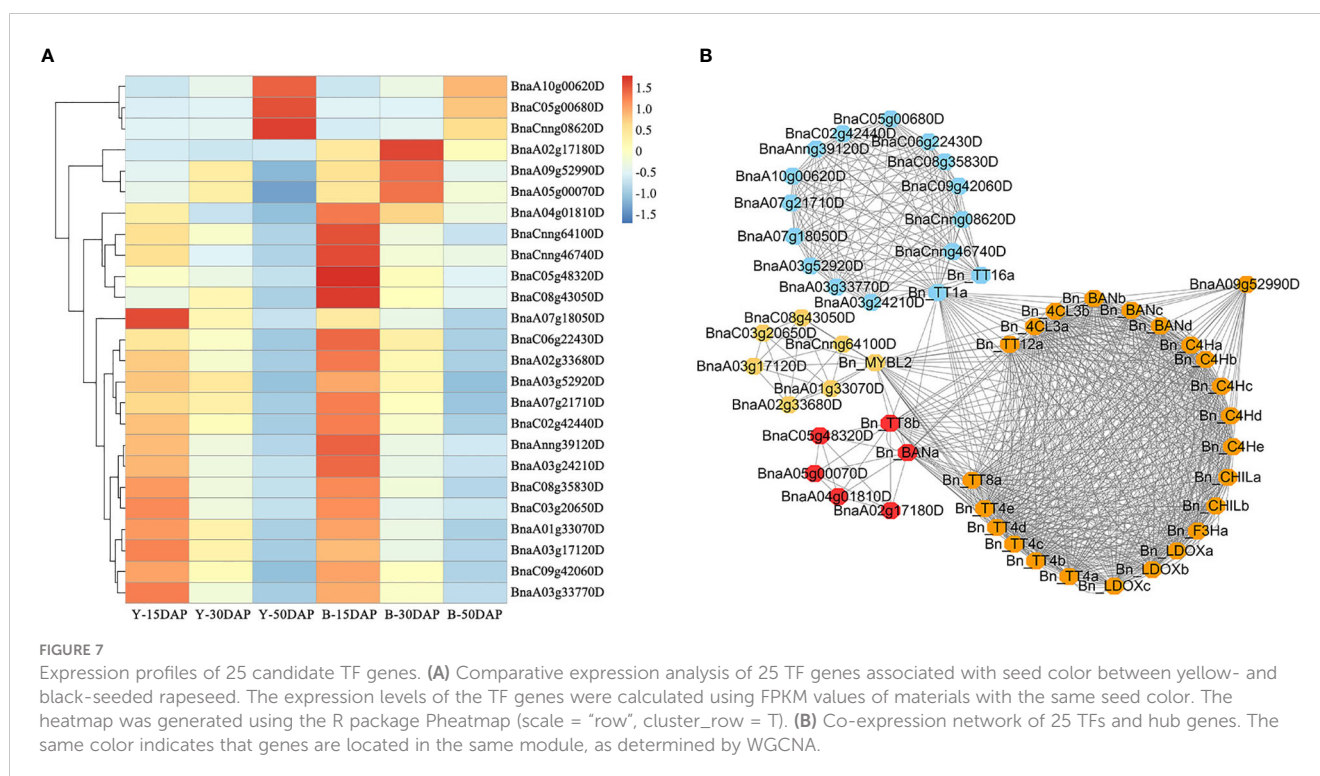 A
BnaA10g00620D
BnaC05g00680D
BnaCnng08620D
BnaA02g17180D
BnaA09g52990D
BnaA05g00070D
BnaA04g01810D
BnaCnng64100D
BnaCnng46740D
BnaC05g48320D
BnaC08g43050D
BnaA07g18050D
BnaC06g22430D
BnaA02g33680D
BnaA03g52920D
BnaA07g21710D
BnaC02g42440D
BnaAnng39120D
BnaA03g24210D
BnaC08g35830D
BnaC03g20650D
BnaA01g33070D
BnaA03g17120D
BnaC09g42060D
BnaA03g33770D
1.5
1.0
0.5
0
-0.5
-1.0
-1.5
Y-15DAP Y-30DAP Y-50DAP B-15DAP B-30DAP B-50DAP
B
BnaC05g00680D
BnaC02g42440D
BnaC06g22430D
BnaAnng39120D
BnaC08g35830D
BnaA10g00620D
BnaC09g42060D
BnaA07g21710D
BnaCnng08620D
BnaA07g18050D
BnaCnng46740D
BnaA03g52920D
Bn_TT16a
BnaA03g33770D
Bn_TT1a
BnaA03g24210D
BnaC08g43050D
BnaC03g20650D
BnaCnng64100D
BnaA03g17120D
Bn_MYBL2
BnaA01g33070D
BnaA02g33680D
Bn_TT8b
BnaC05g48320D
Bn_BANa
BnaA05g00070D
BnaA04g01810D
BnaA02g17180D
BnaA09g52990D
Bn_BANb
Bn_4CL3b
Bn_BANc
Bn_4CL3a
Bn_BANd
Bn_TT12a
Bn_C4Ha
Bn_C4Hb
Bn_C4Hc
Bn_C4Hd
Bn_C4He
Bn_CHILa
Bn_CHILb
Bn_F3Ha
Bn_LDOXa
Bn_LDOXb
Bn_LDOXc
Bn_TT8a
Bn_TT4e
Bn_TT4d
Bn_TT4c
Bn_TT4b
Bn_TT4a
FIGURE 7
Expression profiles of 25 candidate TF genes. (A) Comparative expression analysis of 25 TF genes associated with seed color between yellow- and
black-seeded rapeseed. The expression levels of the TF genes were calculated using FPKM values of materials with the same seed color. The
heatmap was generated using the R package Pheatmap (scale = "row", cluster_row = T). (B) Co-expression network of 25 TFs and hub genes. The
same color indicates that genes are located in the same module, as determined by WGCNA.